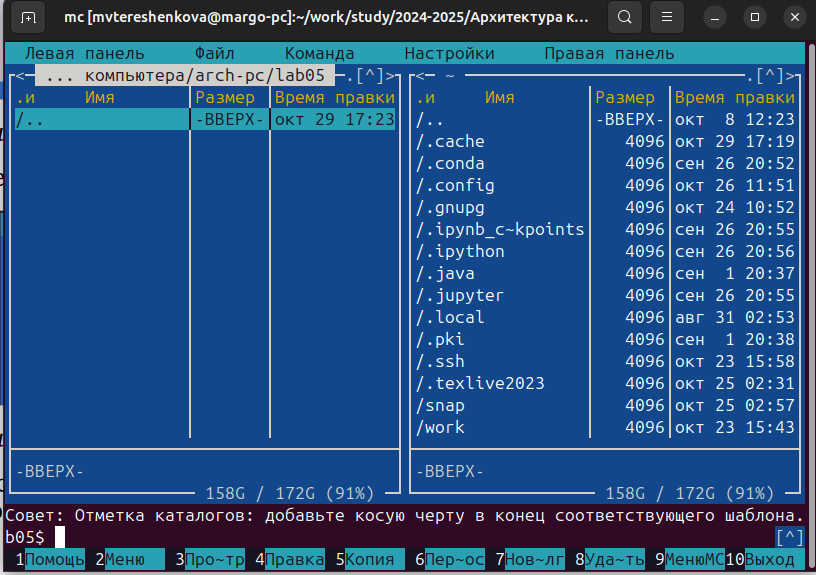 mc [mvtereshenkova@margo-pc]:~/work/study/2024-2025/Архитектура к...
Левая панель Файл Команда Настройки Правая панель
<— ... компьютера/arch-pc/lab05 —.[^]>
.и Имя Размер Время правки
/.. -ВВЕРХ- окт 29 17:23
-ВВЕРХ-
158G / 172G (91%)
<— ~ —.[^]>
.и Имя Размер Время правки
/.. -ВВЕРХ- окт 8 12:23
/.cache 4096 окт 29 17:19
/.conda 4096 сен 26 20:52
/.config 4096 окт 26 11:51
/.gnupg 4096 окт 24 10:52
/.ipynb_c~kpoints 4096 сен 26 20:55
/.ipython 4096 сен 26 20:56
/.java 4096 сен 1 20:37
/.jupyter 4096 сен 26 20:55
/.local 4096 авг 31 02:53
/.pki 4096 сен 1 20:38
/.ssh 4096 окт 23 15:58
/.texlive2023 4096 окт 25 02:31
/snap 4096 окт 25 02:57
/work 4096 окт 23 15:43
-ВВЕРХ-
158G / 172G (91%)
Совет: Отметка каталогов: добавьте косую черту в конец соответствующего шаблона.
b05$ [^]
1Помощь 2Меню 3Про~тр 4Правка 5Копия 6Пер~ос 7Нов~лг 8Уда~ть 9МенюМС 10Выход